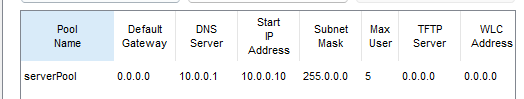 Pool Name	Default Gateway	DNS Server	Start IP Address	Subnet Mask	Max User	TFTP Server	WLC Address
serverPool	0.0.0.0	10.0.0.1	10.0.0.10	255.0.0.0	5	0.0.0.0	0.0.0.0